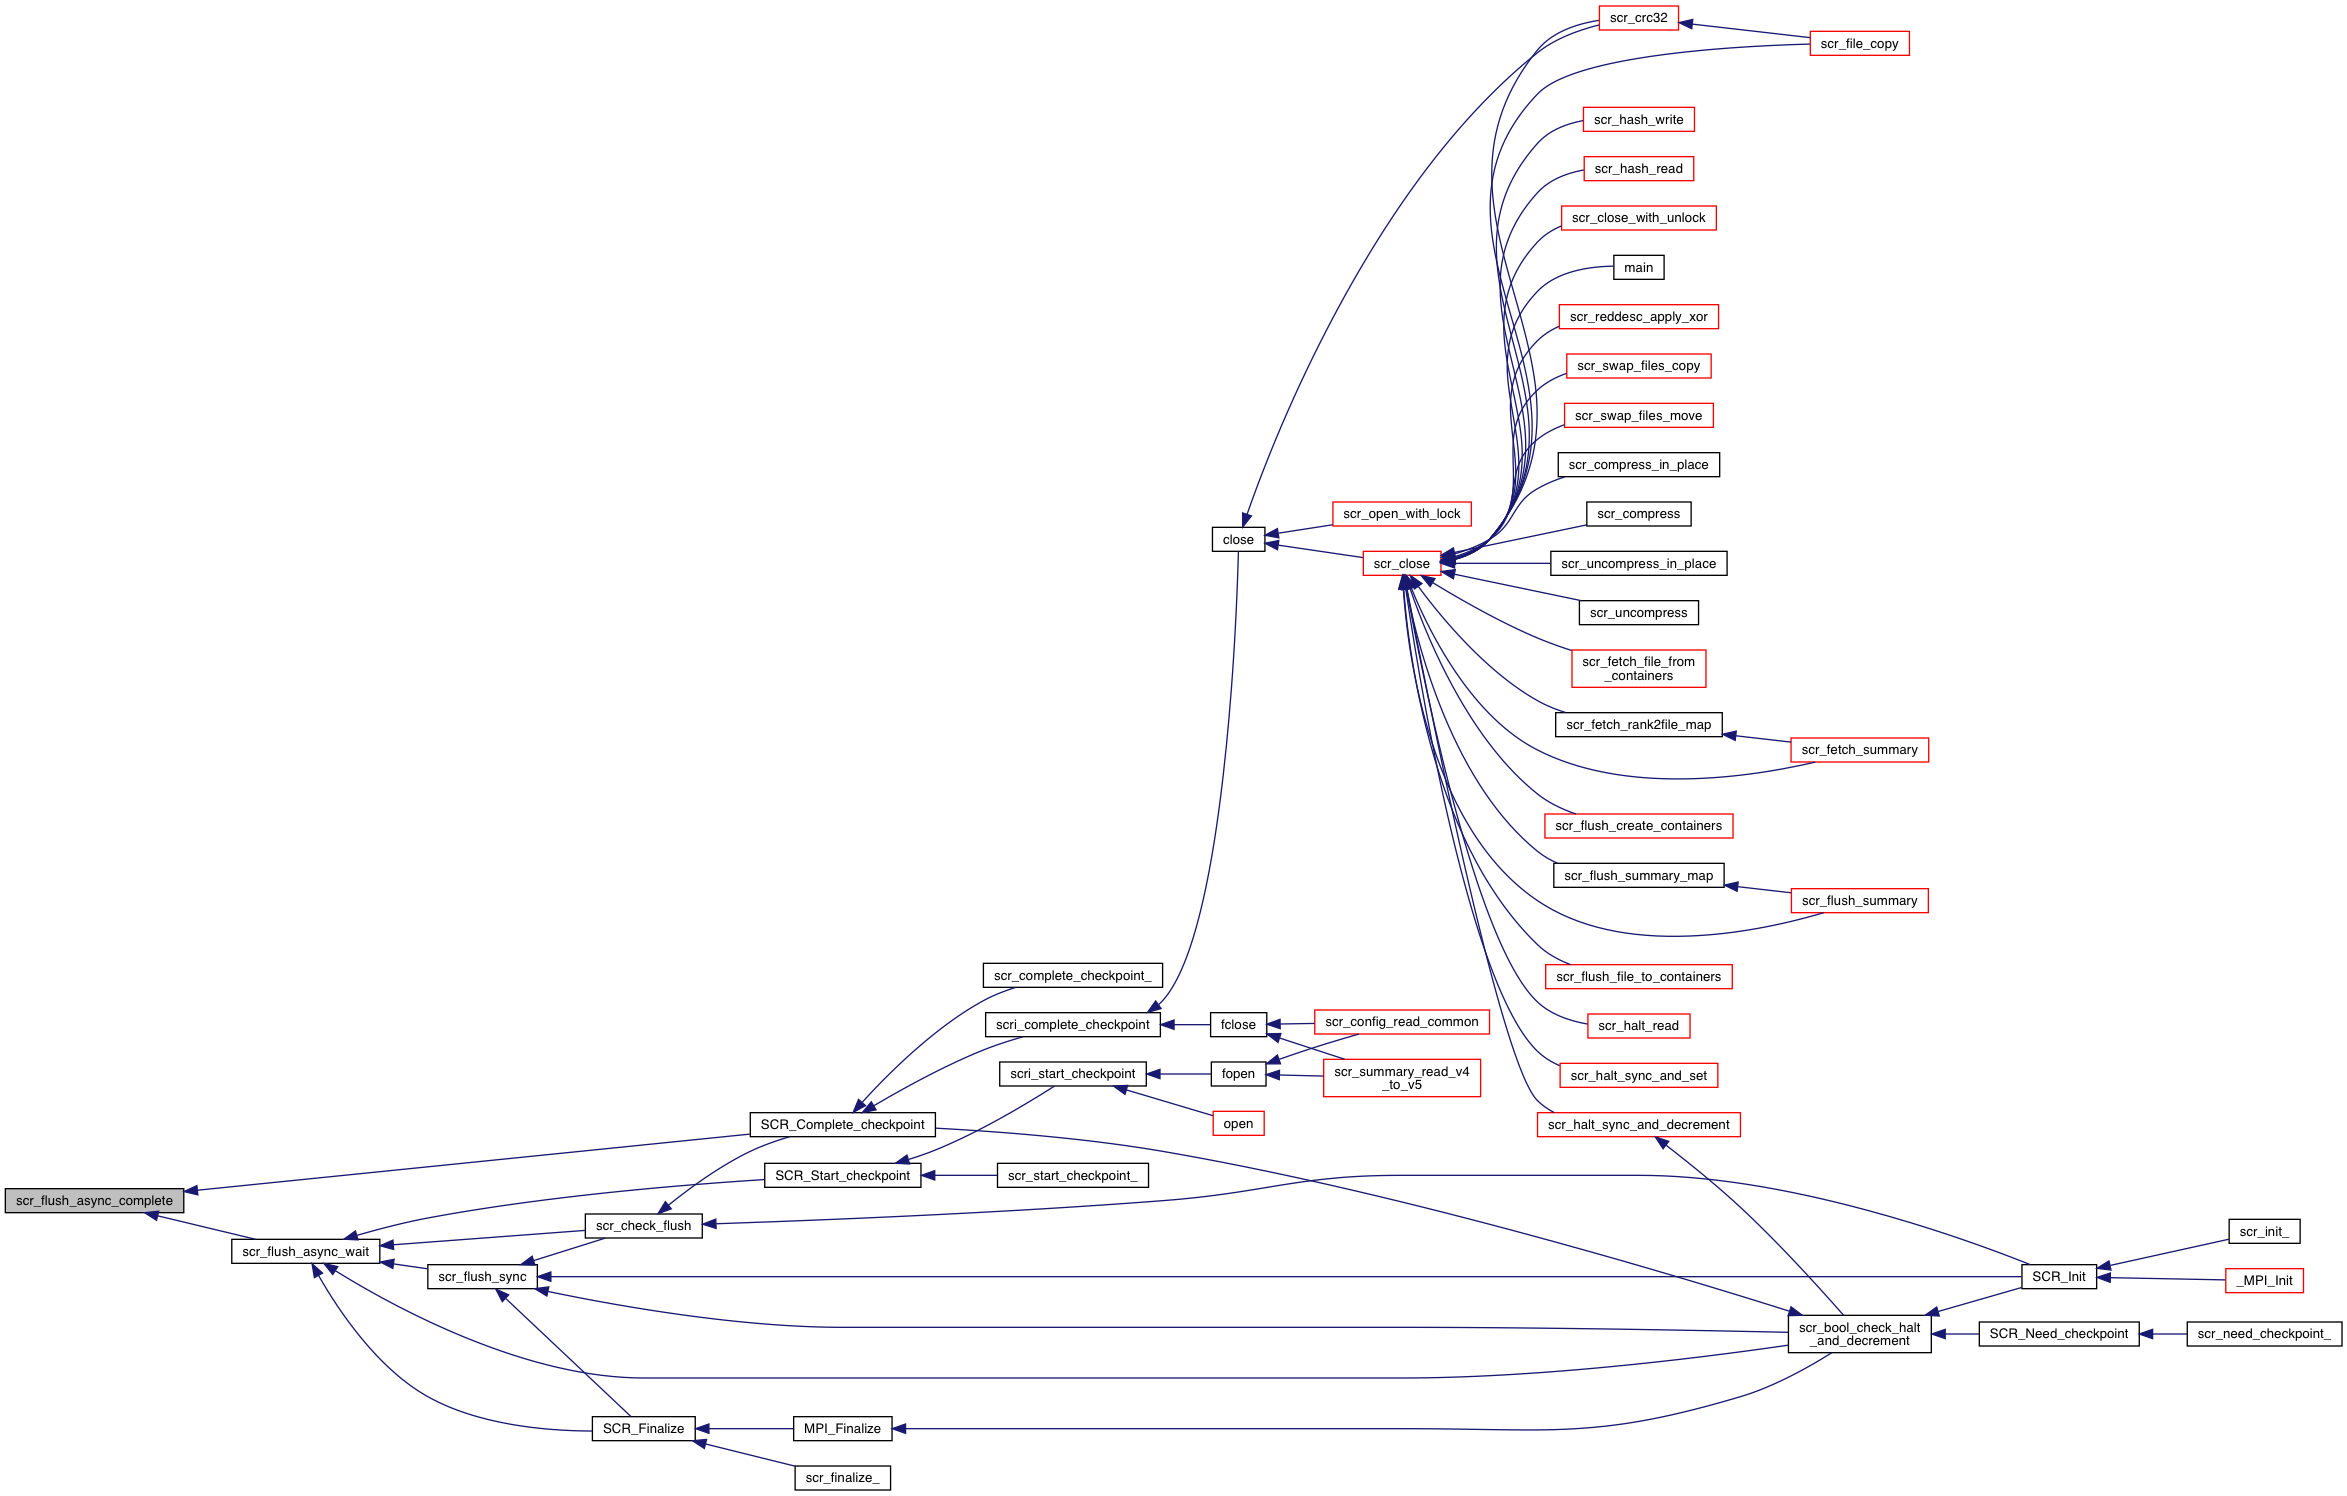 scr_crc32
scr_file_copy
scr_hash_write
scr_hash_read
scr_close_with_unlock
main
scr_reddesc_apply_xor
scr_swap_files_copy
scr_swap_files_move
scr_compress_in_place
scr_open_with_lock
scr_compress
close
scr_close
scr_uncompress_in_place
scr_uncompress
scr_fetch_file_from
_containers
scr_fetch_rank2file_map
scr_fetch_summary
scr_flush_create_containers
scr_flush_summary_map
scr_flush_summary
scr_complete_checkpoint_
scr_flush_file_to_containers
scri_complete_checkpoint
fclose
scr_config_read_common
scr_halt_read
scri_start_checkpoint
fopen
scr_summary_read_v4
_to_v5
scr_halt_sync_and_set
SCR_Complete_checkpoint
open
scr_halt_sync_and_decrement
SCR_Start_checkpoint
scr_start_checkpoint_
scr_flush_async_complete
scr_check_flush
scr_init_
scr_flush_async_wait
scr_flush_sync
SCR_Init
_MPI_Init
scr_bool_check_halt
_and_decrement
SCR_Need_checkpoint
scr_need_checkpoint_
SCR_Finalize
MPI_Finalize
scr_finalize_